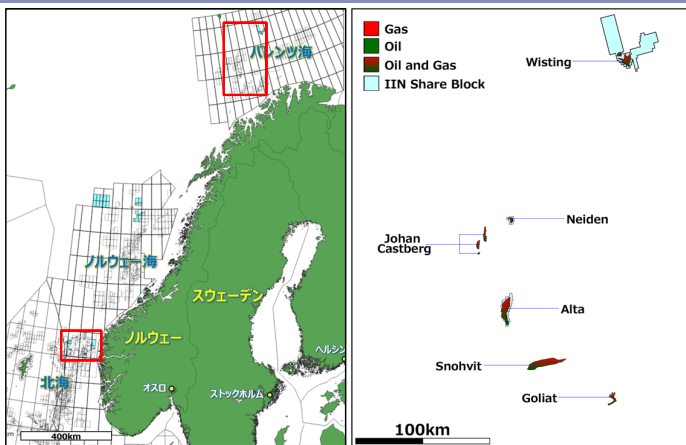 バレンツ海
ノルウェー海
スウェーデン
ノルウェー
北海
オスロ
ストックホルム
ヘルシン
400km
Gas
Oil
Oil and Gas
IIN Share Block
Wisting
Neiden
Johan
Castberg
Alta
Snohvit
Goliat
100km